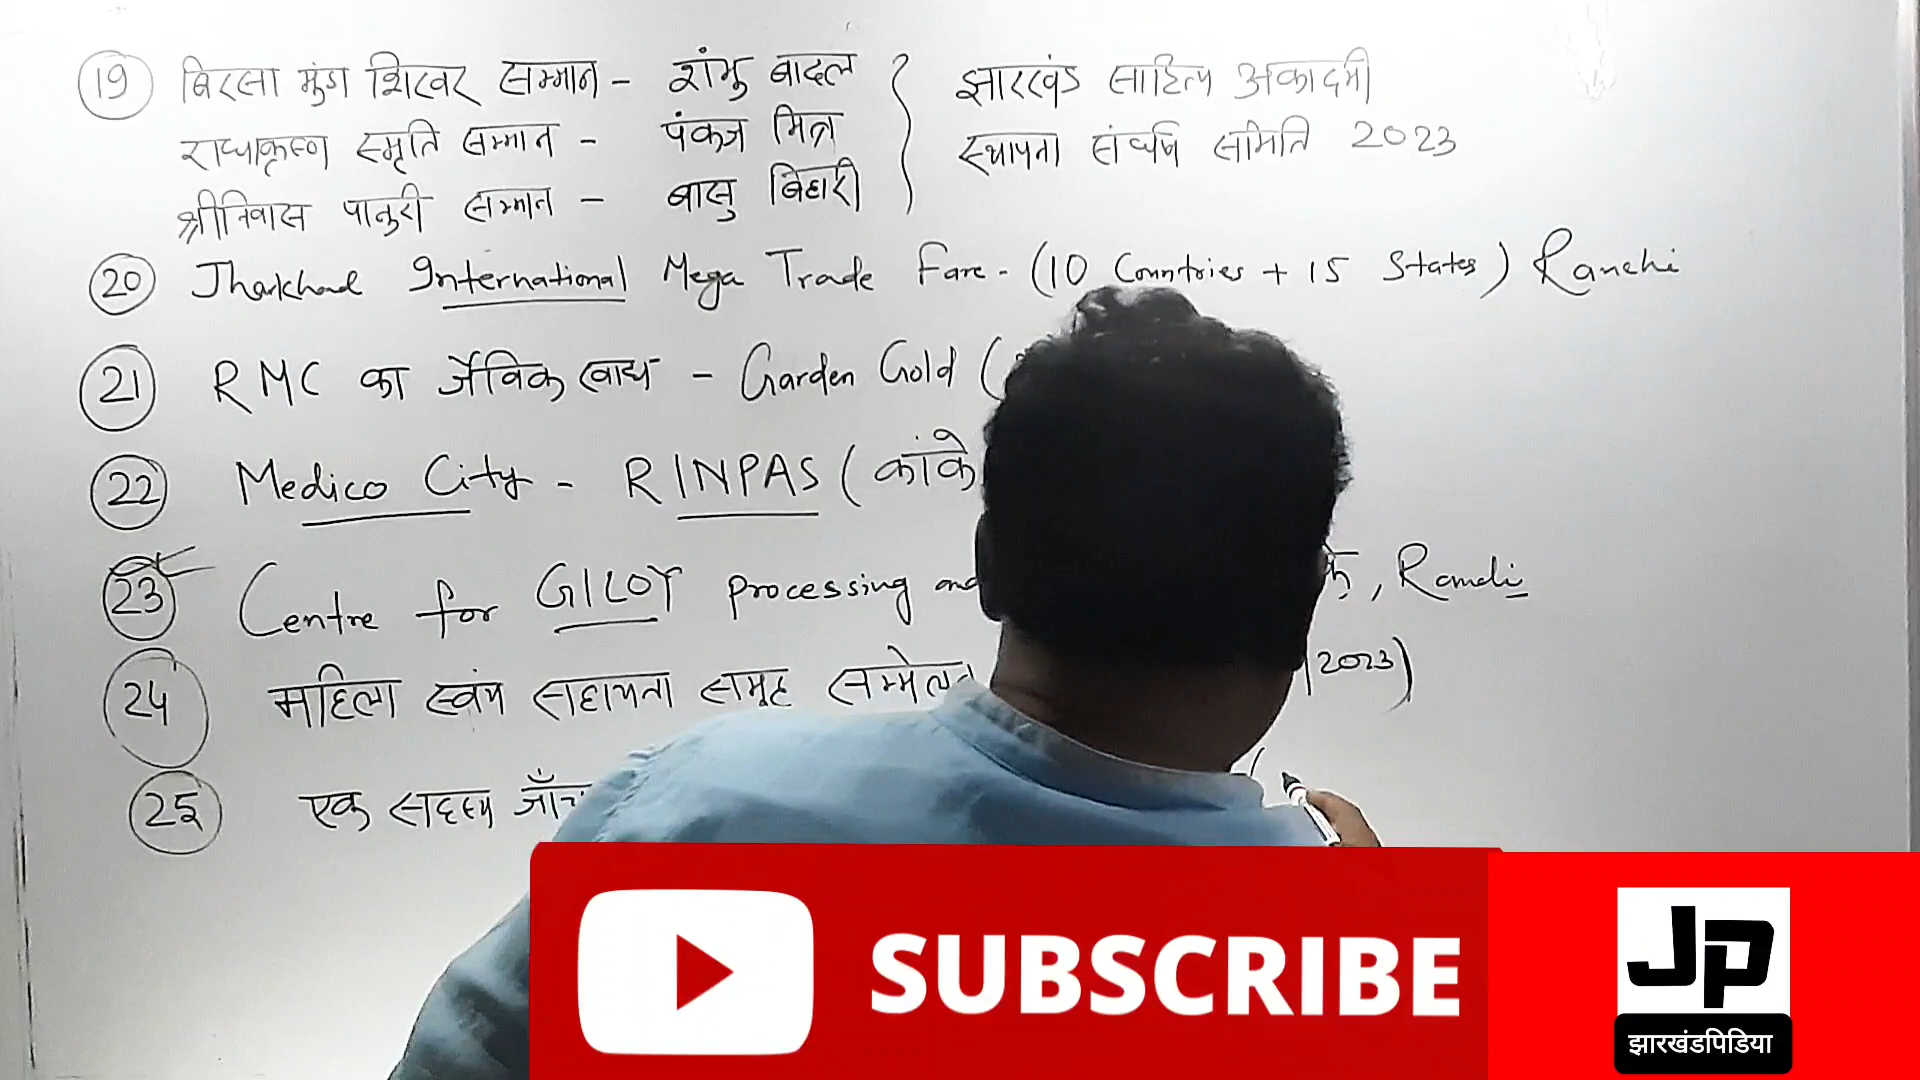 19 बिरसा मुंडा शिखर सम्मान - शंभु बादल } झारखंड साहित्य अकादमी
राधाकृष्ण स्मृति सम्मान - पंकज मित्र स्थापना संघर्ष समिति 2023
श्रीनिवास पानुरी सम्मान - बासु बिहारी
20 Jharkhand International Mega Trade Fare - (10 Countries + 15 States) Ranchi
21 RMC का जैविक खाद्य - Garden Gold (
22 Medico City - RINPAS ( कांके
23 Centre for GILOY Processing and , Ranchi
24 महिला स्वंय सहायता समूह सम्मेलन 2023)
25 एक सदस्य जाँच (
SUBSCRIBE
JP
झारखंडपिडिया